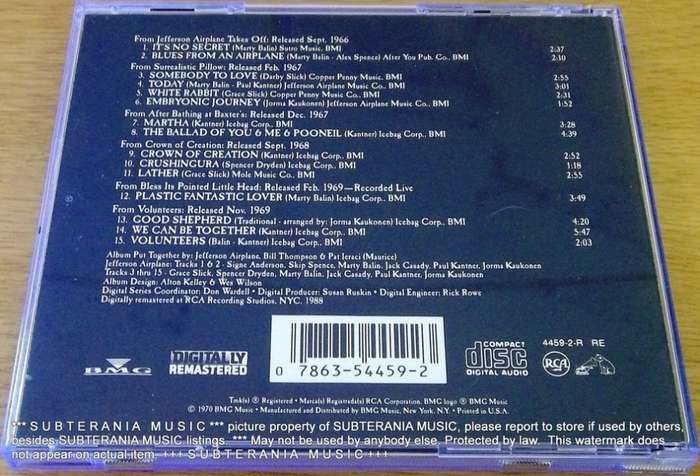 From Jefferson Airplane Takes Off: Released Sept. 1966
1. IT'S NO SECRET (Marty Balin) Sutro Music, BMI 2:37
2. BLUES FROM AN AIRPLANE (Marty Balin - Alex Spence) After You Pub. Co., BMI 2:10
From Surrealistic Pillow: Released Feb. 1967
3. SOMEBODY TO LOVE (Darby Slick) Copper Penny Music, BMI 2:55
4. TODAY (Marty Balin - Paul Kantner) Jefferson Airplane Music Co., BMI 3:01
5. WHITE RABBIT (Grace Slick) Copper Penny Music Co., BMI 2:31
6. EMBRYONIC JOURNEY (Jorma Kaukonen) Jefferson Airplane Music Co., BMI 1:52
From After Bathing at Baxter's: Released Dec. 1967
7. MARTHA (Kantner) Icebag Corp., BMI 3:28
8. THE BALLAD OF YOU & ME & POONEIL (Kantner) Icebag Corp., BMI 4:39
From Crown of Creation: Released Sept. 1968
9. CROWN OF CREATION (Kantner) Icebag Corp., BMI 2:52
10. CRUSHINGURA (Spencer Dryden) Icebag Corp., BMI 1:18
11. LATHER (Grace Slick) Mole Music Co., BMI 2:55
From Bless Its Pointed Little Head: Released Feb. 1969—Recorded Live
12. PLASTIC FANTASTIC LOVER (Marty Balin) Icebag Corp., BMI 3:49
From Volunteers: Released Nov. 1969
13. GOOD SHEPHERD (Traditional - arranged by: Jorma Kaukonen) Icebag Corp., BMI 4:20
14. WE CAN BE TOGETHER (Kantner) Icebag Corp., BMI 5:47
15. VOLUNTEERS (Balin - Kantner) Icebag Corp., BMI 2:03
Album Put Together by: Jefferson Airplane, Bill Thompson & Pat Ieraci (Maurice)
Jefferson Airplane: Tracks 1 & 2 - Signe Anderson, Skip Spence, Marty Balin, Jack Casady, Paul Kantner, Jorma Kaukonen
Tracks 3 thru 15 - Grace Slick, Spencer Dryden, Marty Balin, Jack Casady, Paul Kantner, Jorma Kaukonen
Album Design: Alton Kelley & Wes Wilson
Digital Series Coordinator: Don Wardell • Digital Producer: Susan Ruskin • Digital Engineer: Rick Rowe
Digitally remastered at RCA Recording Studios, NYC, 1988
BMG
DIGITALLY
REMASTERED
0 7863-54459-2
COMPACT
disc
DIGITAL AUDIO
4459-2-R RE
RCA
Tmk(s) ® Registered • Marca(s) Registrada(s) RCA Corporation. BMG logo ® BMG Music
© 1970 BMG Music • Manufactured and Distributed by BMG Music, New York, N.Y. • Printed in U.S.A.
*** S U B T E R A N I A M U S I C *** picture property of SUBTERANIA MUSIC, please report to store if used by others,
besides SUBTERANIA MUSIC listings. *** May not be used by anybody else. Protected by law. This watermark does
not appear on actual item. +++ S U B T E R A N I A M U S I C +++